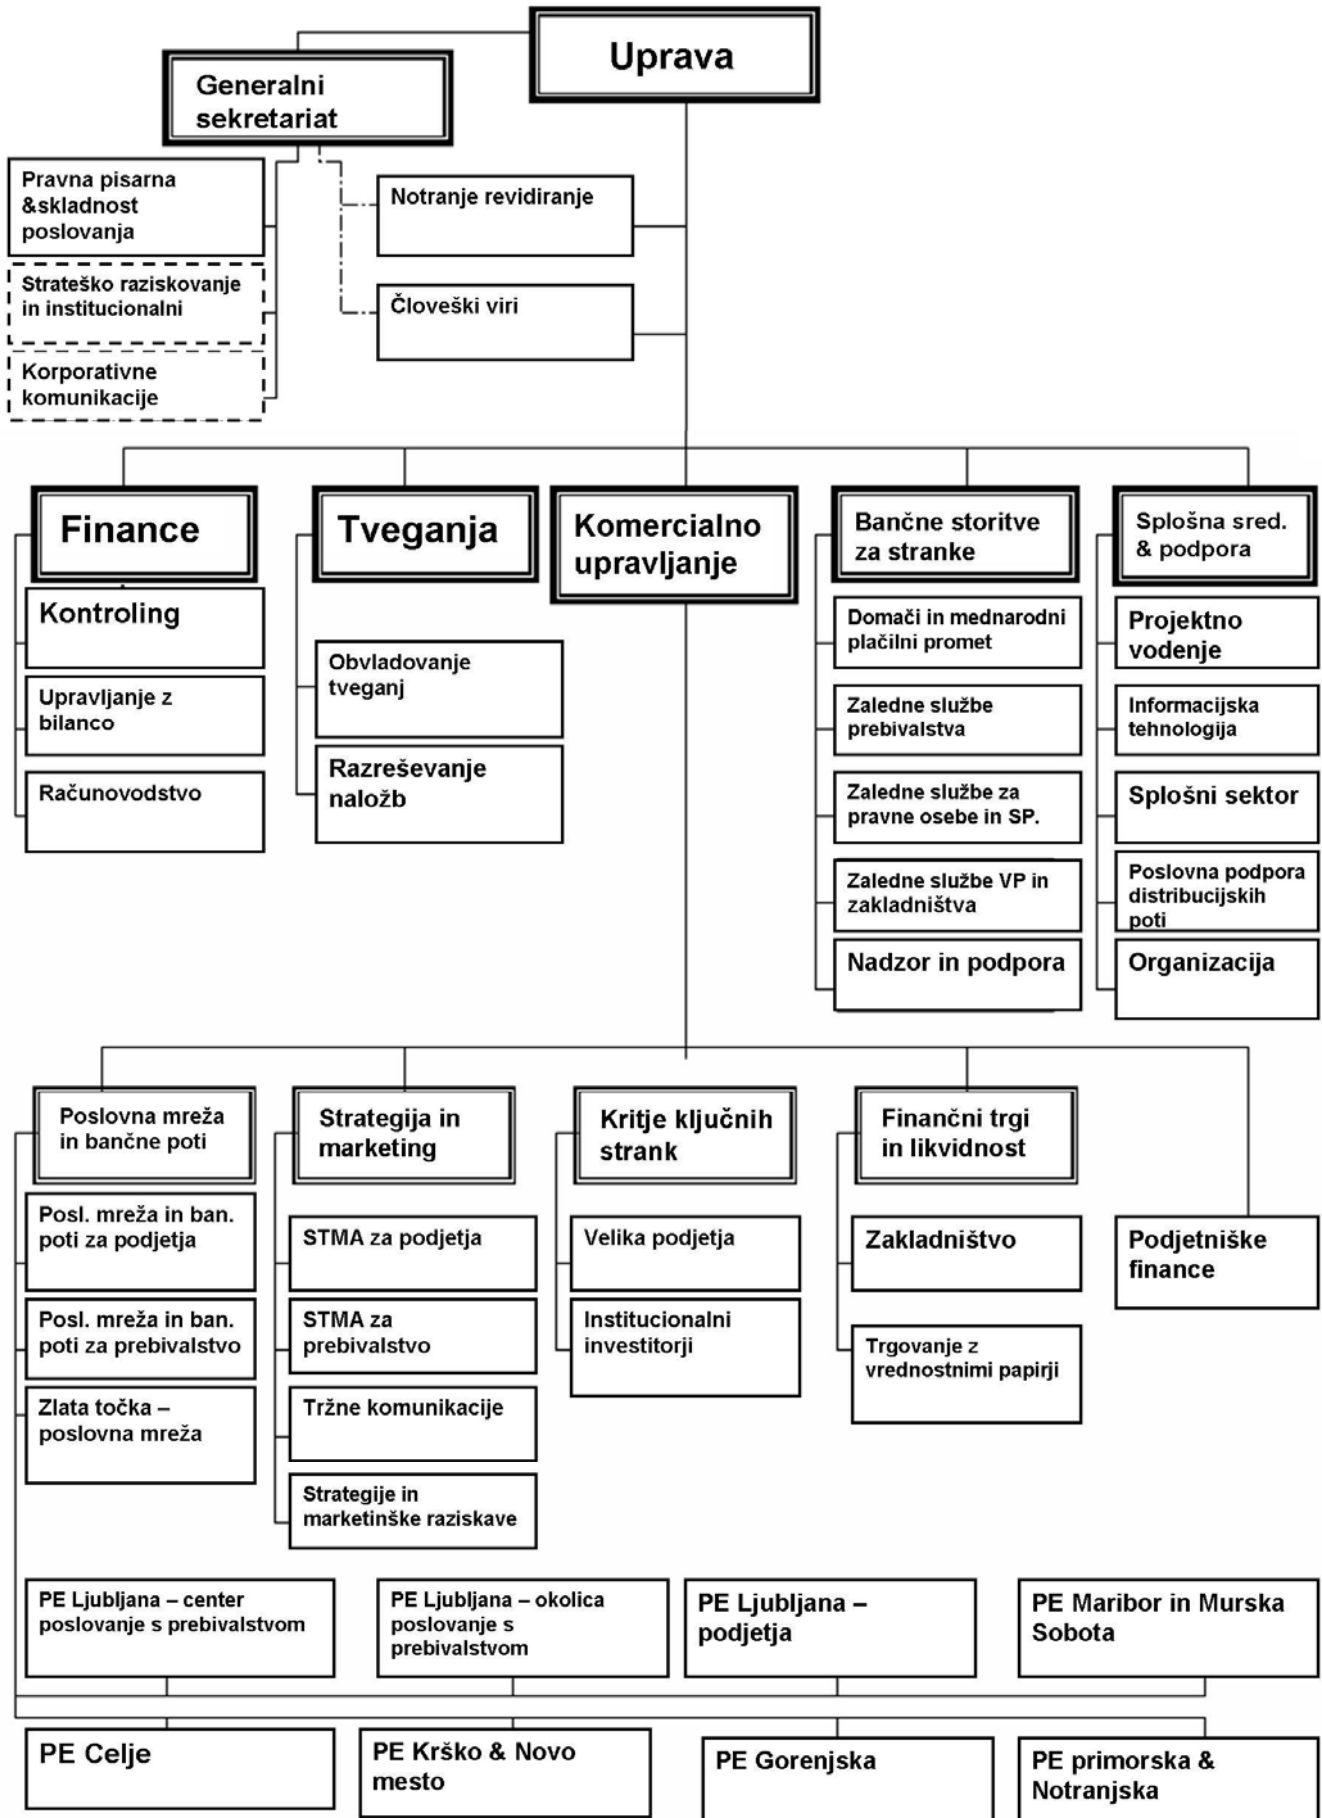 Uprava
Generalni
sekretariat
Pravna pisarna
&skladnost
poslovanja
Notranje revidiranje
Strateško raziskovanje
in institucionalni
Človeški viri
Korporativne
komunikacije
Finance
Kontroling
Upravljanje z
bilanco
Računovodstvo
Tveganja
Obvladovanje
tveganj
Razreševanje
naložb
Komercialno
upravljanje
Bančne storitve
za stranke
Domači in mednarodni
plačilni promet
Zaledne službe
prebivalstva
Zaledne službe za
pravne osebe in SP.
Zaledne službe VP in
zakladništva
Nadzor in podpora
Splošna sred.
& podpora
Projektno
vodenje
Informacijska
tehnologija
Splošni sektor
Poslovna podpora
distribucijskih
poti
Organizacija
Poslovna mreža
in bančne poti
Posl. mreža in ban.
poti za podjetja
Posl. mreža in ban.
poti za prebivalstvo
Zlata točka –
poslovna mreža
Strategija in
marketing
STMA za podjetja
STMA za
prebivalstvo
Tržne komunikacije
Strategije in
marketinške raziskave
Kritje ključnih
strank
Velika podjetja
Institucionalni
investitorji
Finančni trgi
in likvidnost
Zakladništvo
Trgovanje z
vrednostnimi papirji
Podjetniške
finance
PE Ljubljana – center
poslovanje s prebivalstvom
PE Ljubljana – okolica
poslovanje s
prebivalstvom
PE Ljubljana –
podjetja
PE Maribor in Murska
Sobota
PE Celje
PE Krško & Novo
mesto
PE Gorenjska
PE primorska &
Notranjska